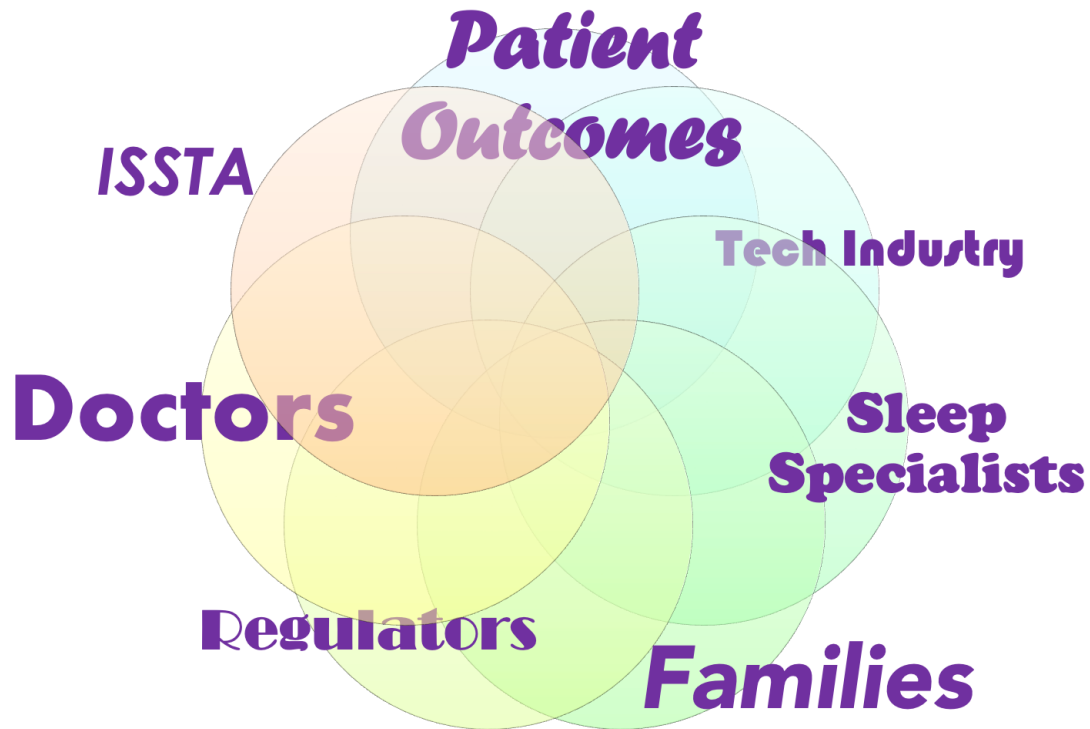 Patient
Outcomes
ISSTA
Tech Industry
Doctors
Sleep
Specialists
Regulators
Families